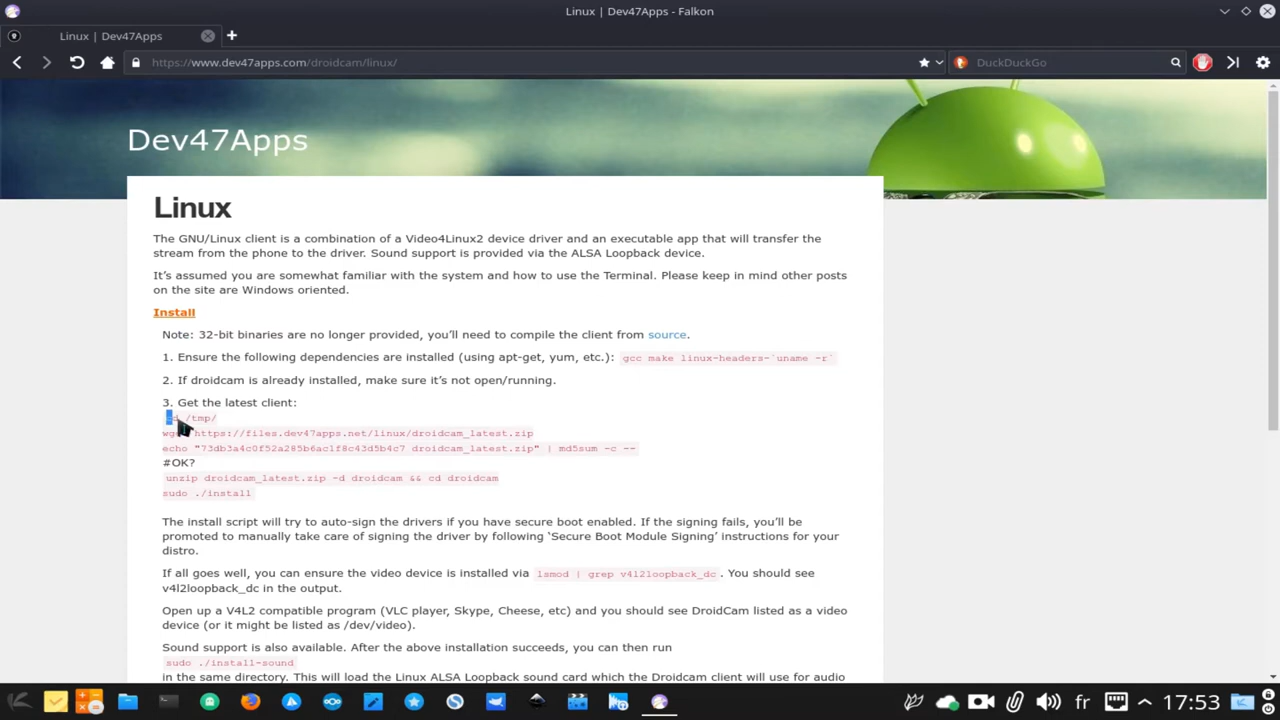 Linux | Dev47Apps - Falkon
Linux | Dev47Apps
https://www.dev47apps.com/droidcam/linux/
DuckDuckGo
Dev47Apps
Linux
The GNU/Linux client is a combination of a Video4Linux2 device driver and an executable app that will transfer the
stream from the phone to the driver. Sound support is provided via the ALSA Loopback device.
It's assumed you are somewhat familiar with the system and how to use the Terminal. Please keep in mind other posts
on the site are Windows oriented.
Install
Note: 32-bit binaries are no longer provided, you'll need to compile the client from source.
1. Ensure the following dependencies are installed (using apt-get, yum, etc.): gcc make linux-headers-`uname -r`
2. If droidcam is already installed, make sure it's not open/running.
3. Get the latest client:
cd /tmp/
https://files.dev47apps.net/linux/droidcam_latest.zip
echo "73db3a4c0f52a285b6ac1f8c43d5b4c7 droidcam_latest.zip" | md5sum -c --
#OK?
unzip droidcam_latest.zip -d droidcam && cd droidcam
sudo ./install
The install script will try to auto-sign the drivers if you have secure boot enabled. If the signing fails, you'll be
promoted to manually take care of signing the driver by following ‘Secure Boot Module Signing’ instructions for your
distro.
If all goes well, you can ensure the video device is installed via lsmod | grep v4l2loopback_dc. You should see
v4l2loopback_dc in the output.
Open up a V4L2 compatible program (VLC player, Skype, Cheese, etc) and you should see DroidCam listed as a video
device (or it might be listed as /dev/video).
Sound support is also available. After the above installation succeeds, you can then run
sudo ./install-sound
in the same directory. This will load the Linux ALSA Loopback sound card which the Droidcam client will use for audio
fr 17:53